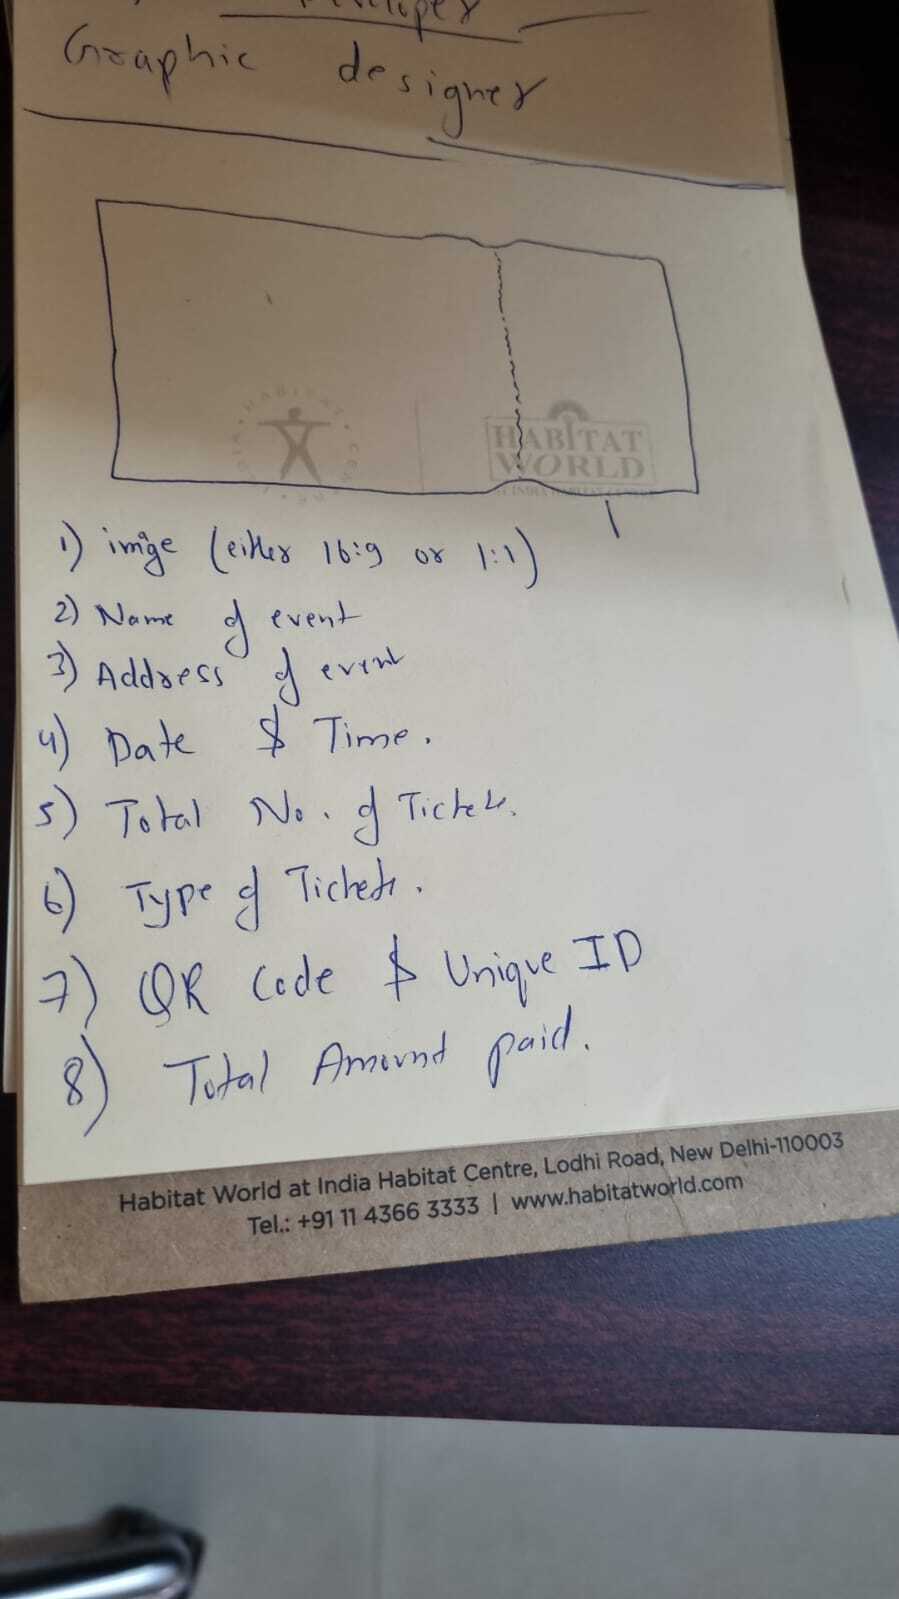 Developer
Graphic designer
HABITAT
WORLD
1) image (either 16:9 or 1:1)
2) Name of event
3) Address of event
4) Date & Time.
5) Total No. of Tickets.
6) Type of Tickets.
7) QR Code & Unique ID
8) Total Amount paid.
Habitat World at India Habitat Centre, Lodhi Road, New Delhi-110003
Tel.: +91 11 4366 3333 | www.habitatworld.com